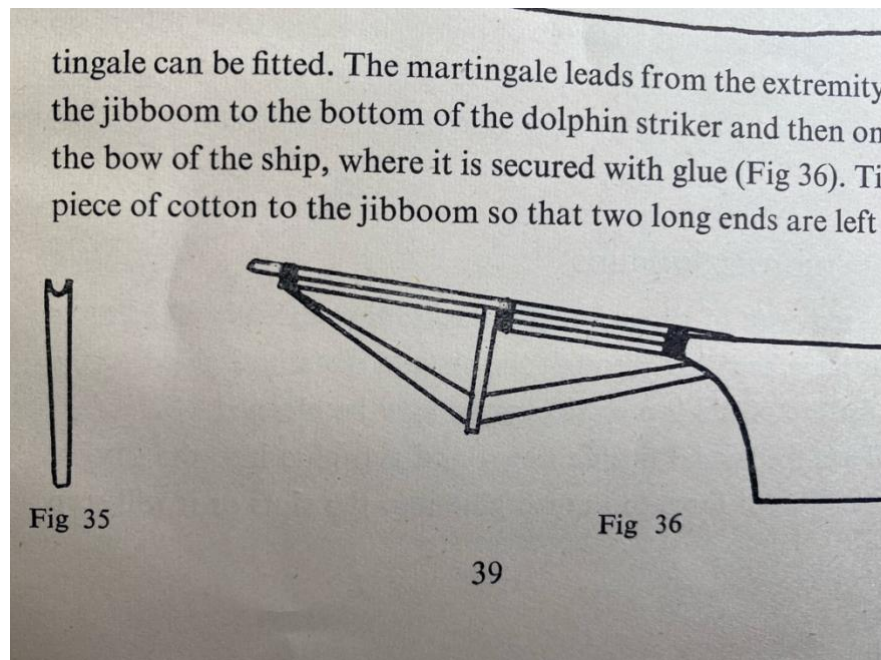 tingale can be fitted. The martingale leads from the extremity
the jibboom to the bottom of the dolphin striker and then on
the bow of the ship, where it is secured with glue (Fig 36). Ti
piece of cotton to the jibboom so that two long ends are left
Fig 35
Fig 36
39